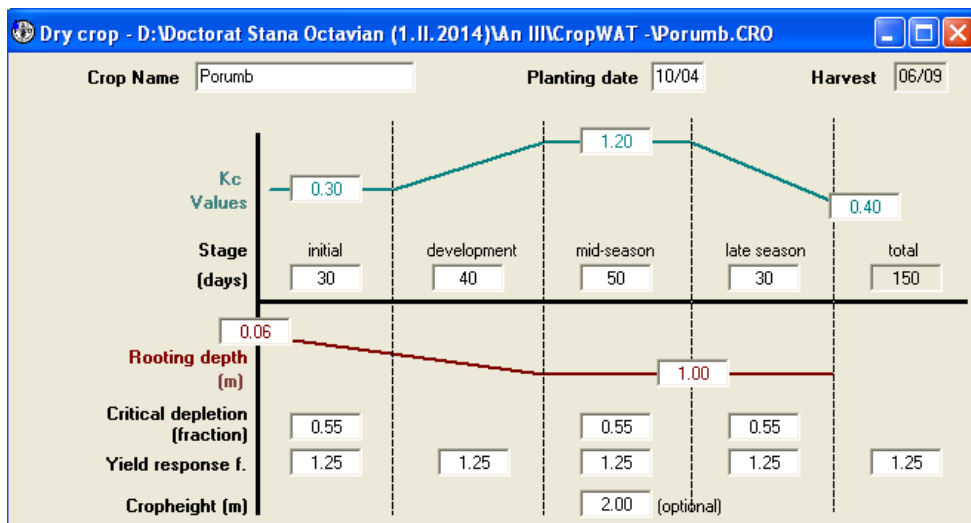 Dry crop - D:\Doctorat Stana Octavian (1.II.2014)\An III\CropWAT -\Porumb.CRO
Crop Name Porumb Planting date 10/04 Harvest 06/09
1.20
Kc 0.30
Values 0.40
Stage initial development mid-season late season total
(days) 30 40 50 30 150
0.06
Rooting depth 1.00
(m)
Critical depletion
(fraction) 0.55 0.55 0.55
Yield response f. 1.25 1.25 1.25 1.25 1.25
Cropheight (m) 2.00 (optional)